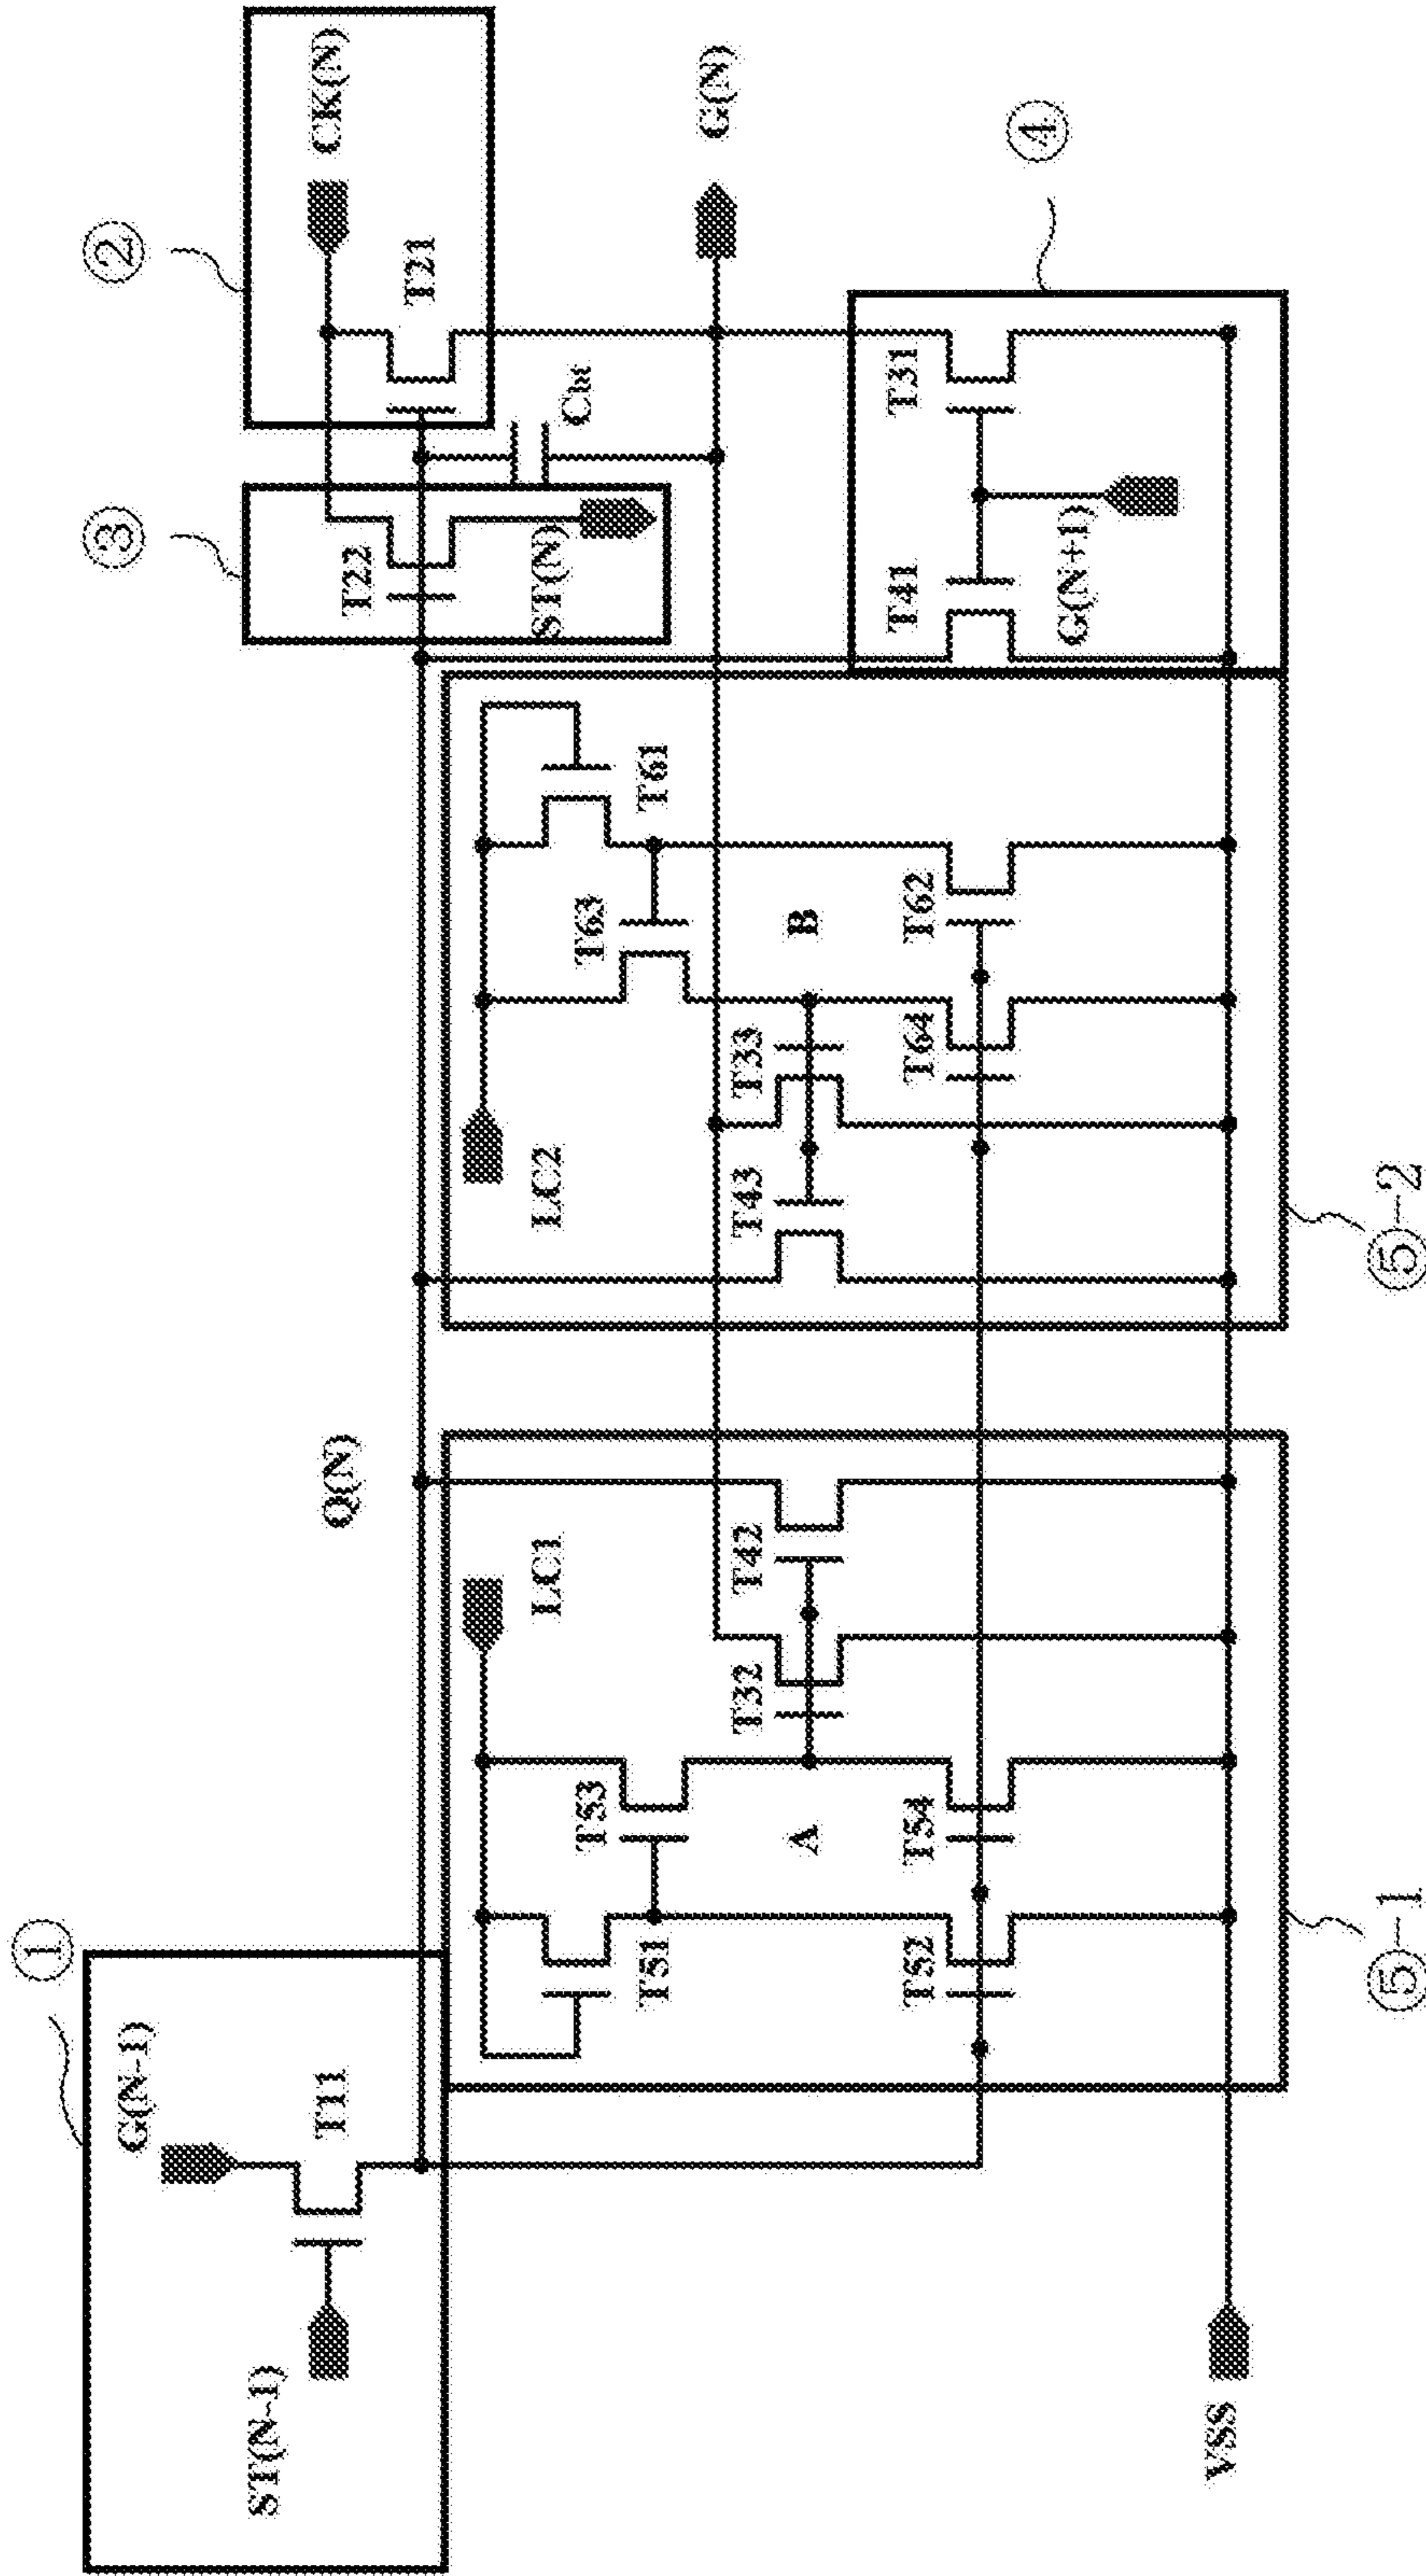 ①
③
②
G(N-1)
ST(N-1)
T11
CK(N)
Q(N)
T222
T21
LC1
LC2
ST(N)
Cbt
T53
T63
T51
T61
G(N)
T32
T42
T43
T33
A
B
T41
T31
T52
T54
T64
T62
④
G(N+1)
VSS
⑤-1
⑤-2